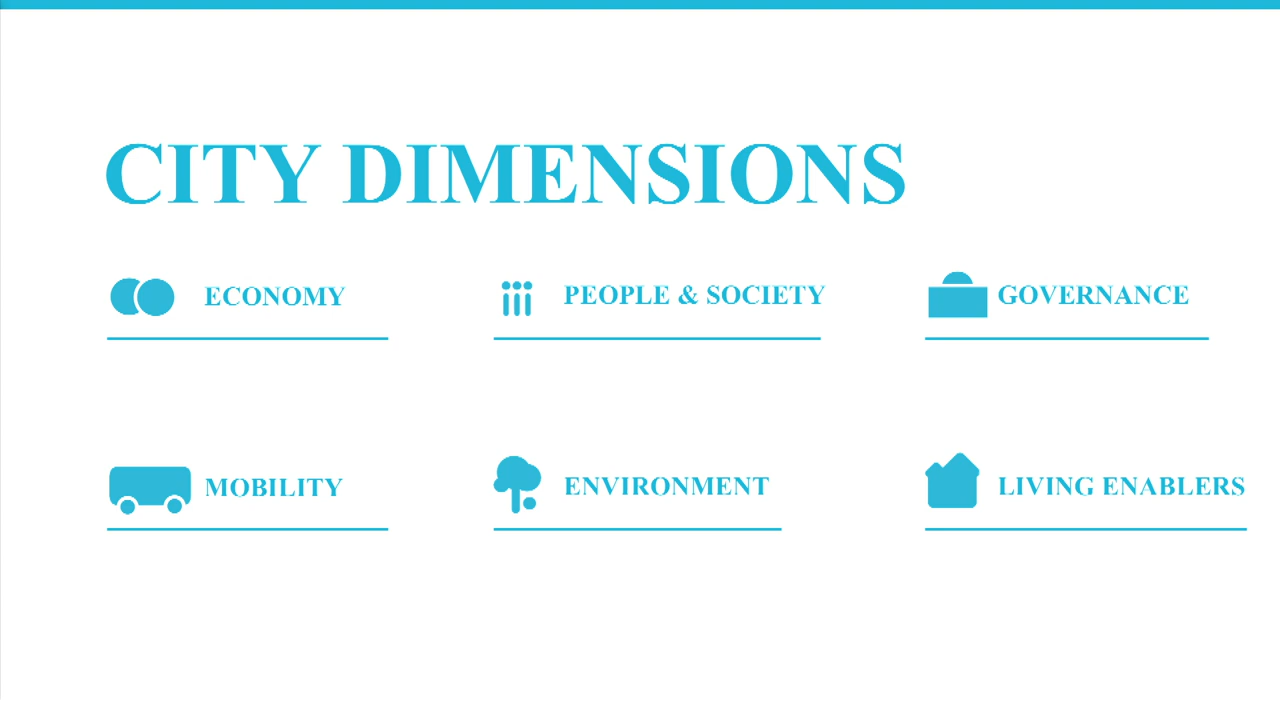 CITY DIMENSIONS
ECONOMY
PEOPLE & SOCIETY
GOVERNANCE
MOBILITY
ENVIRONMENT
LIVING ENABLERS